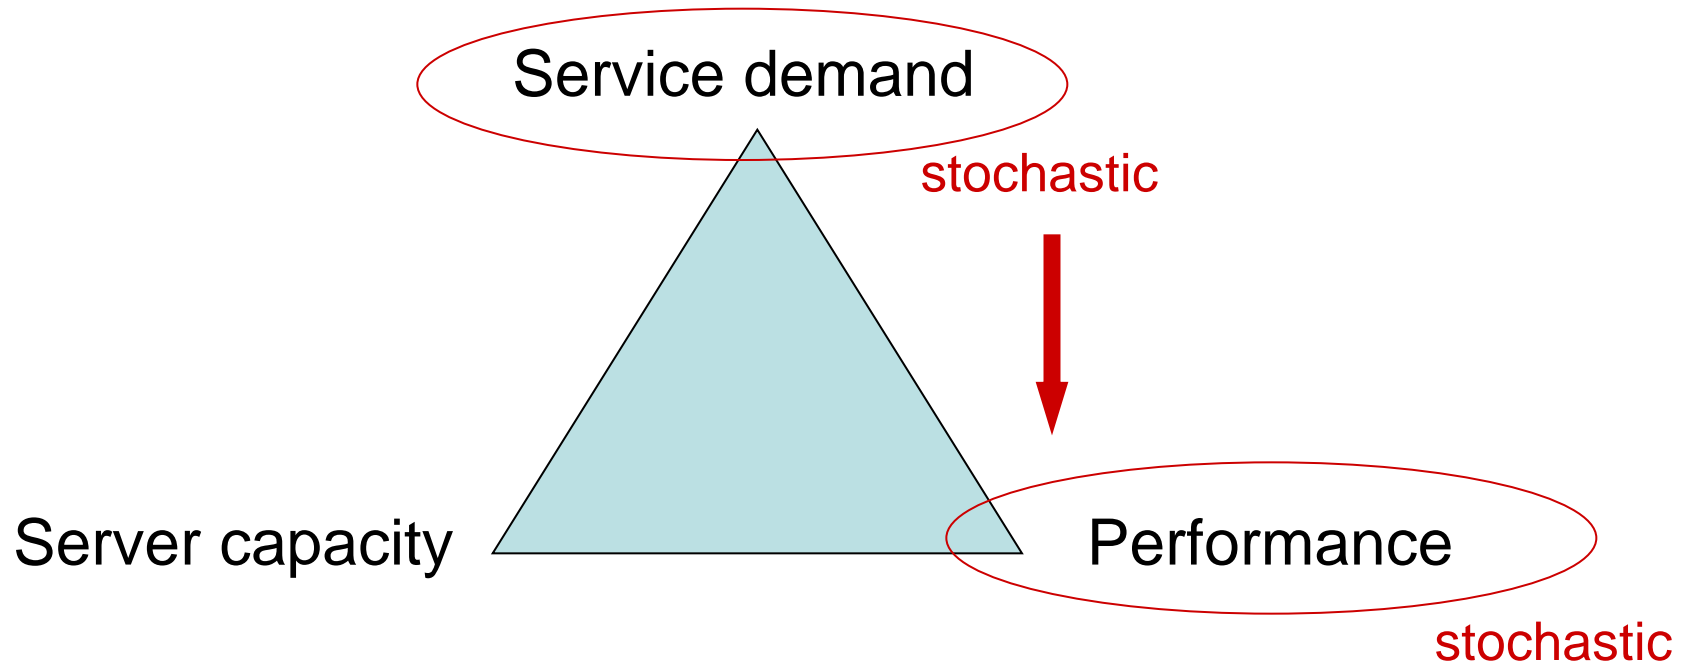 Service demand
stochastic
Server capacity
Performance
stochastic